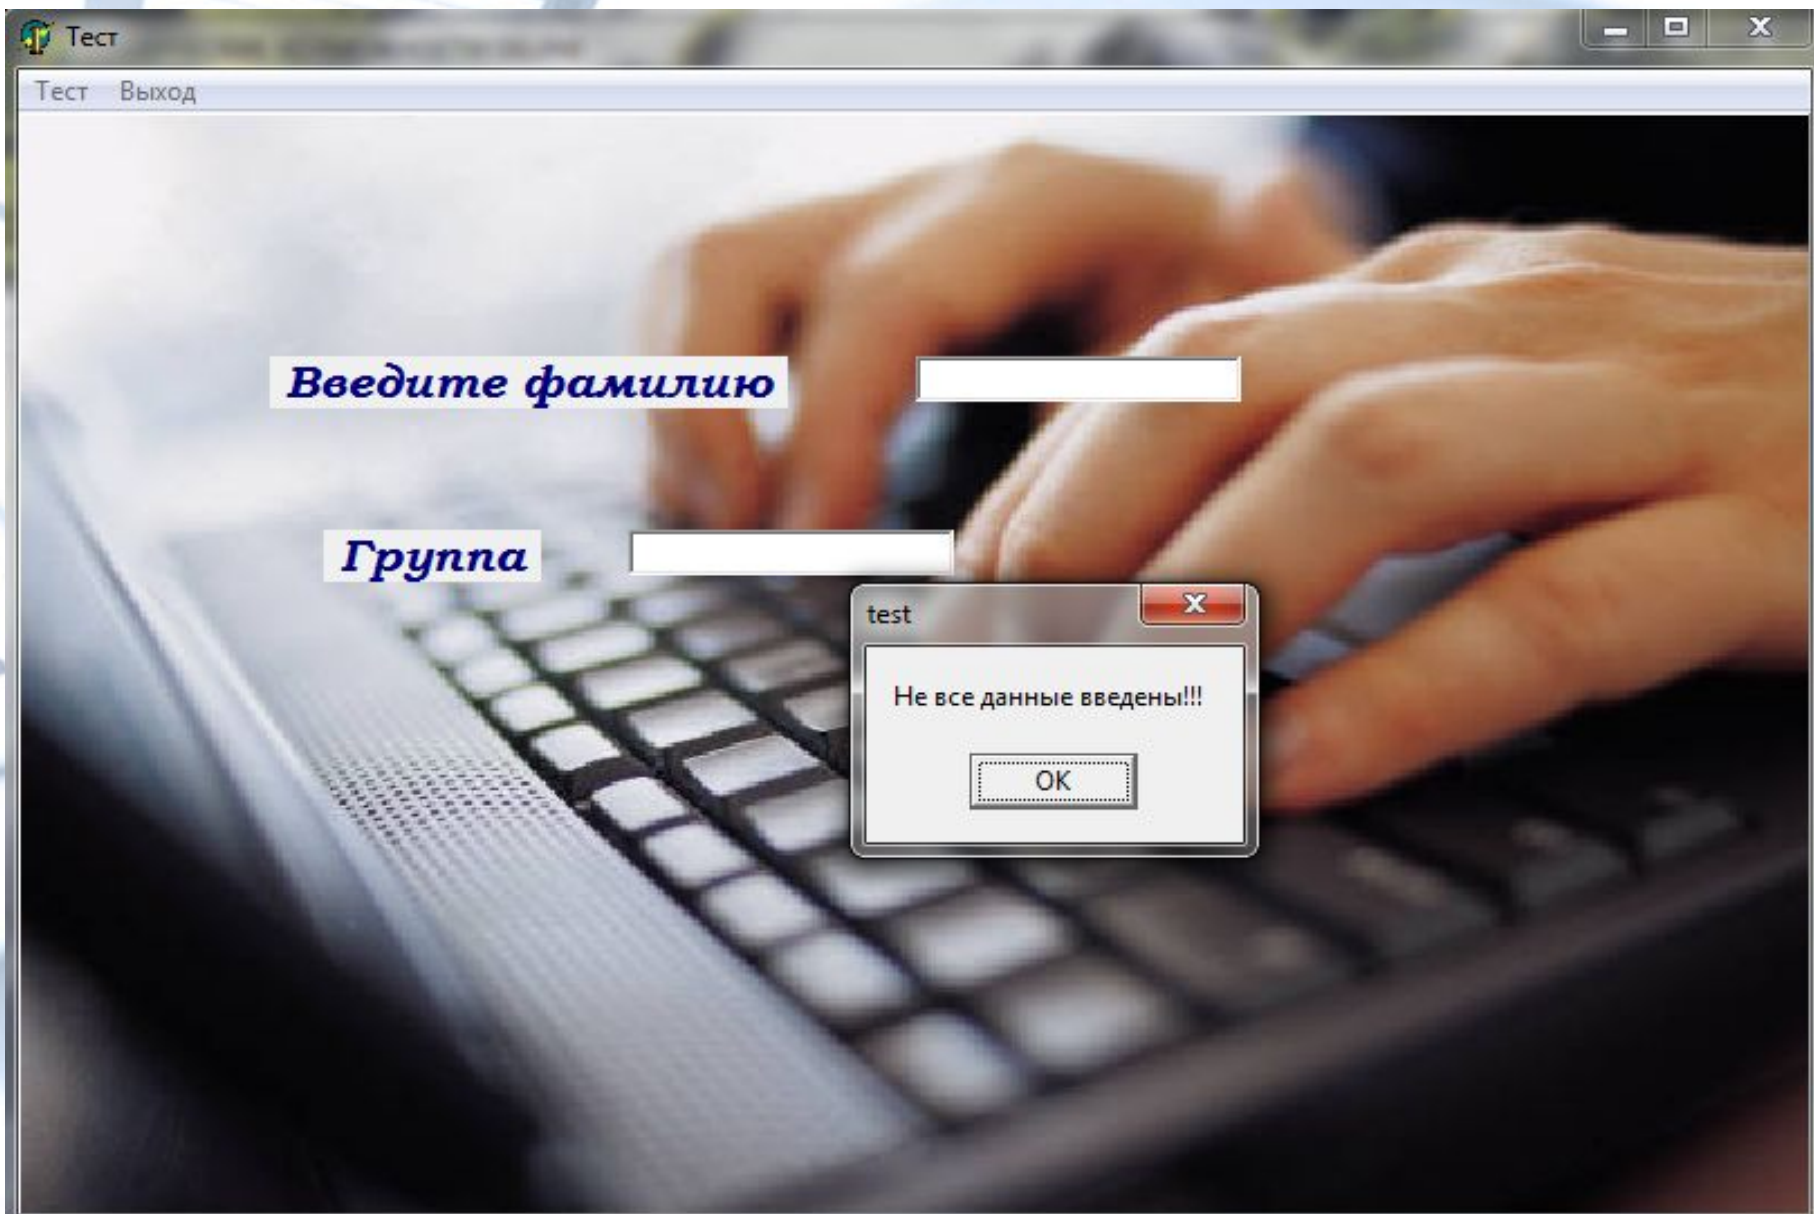 Тест
Тест Выход
Введите фамилию
Группа
test
Не все данные введены!!!
OK